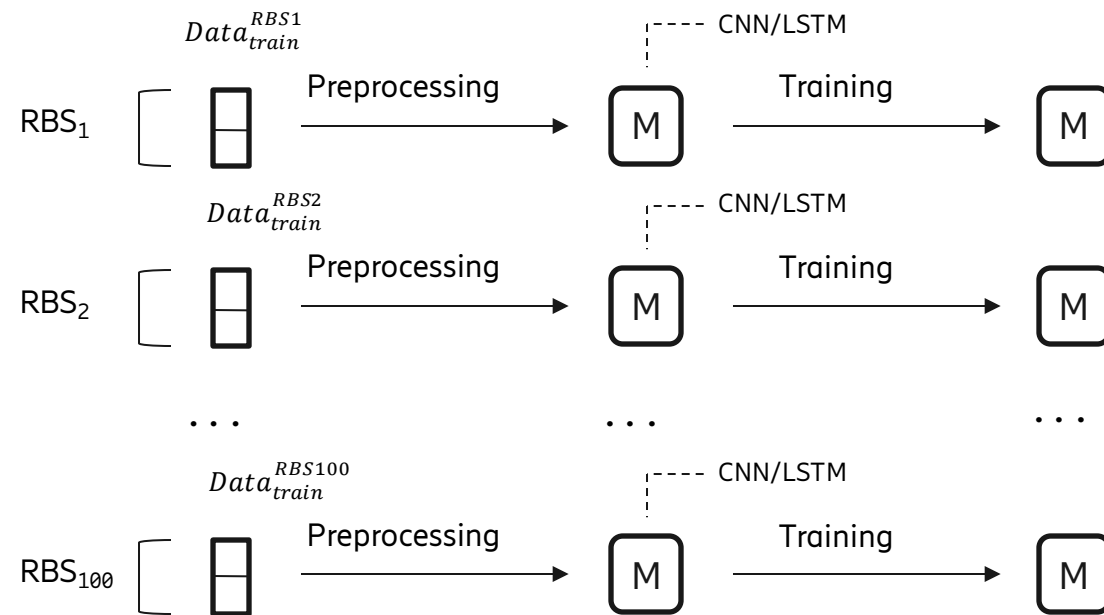 Data_train^RBS1
CNN/LSTM
Preprocessing
Training
RBS₁
M
M
Data_train^RBS2
CNN/LSTM
Preprocessing
Training
RBS₂
M
M
...
...
...
Data_train^RBS100
CNN/LSTM
Preprocessing
Training
RBS₁₀₀
M
M